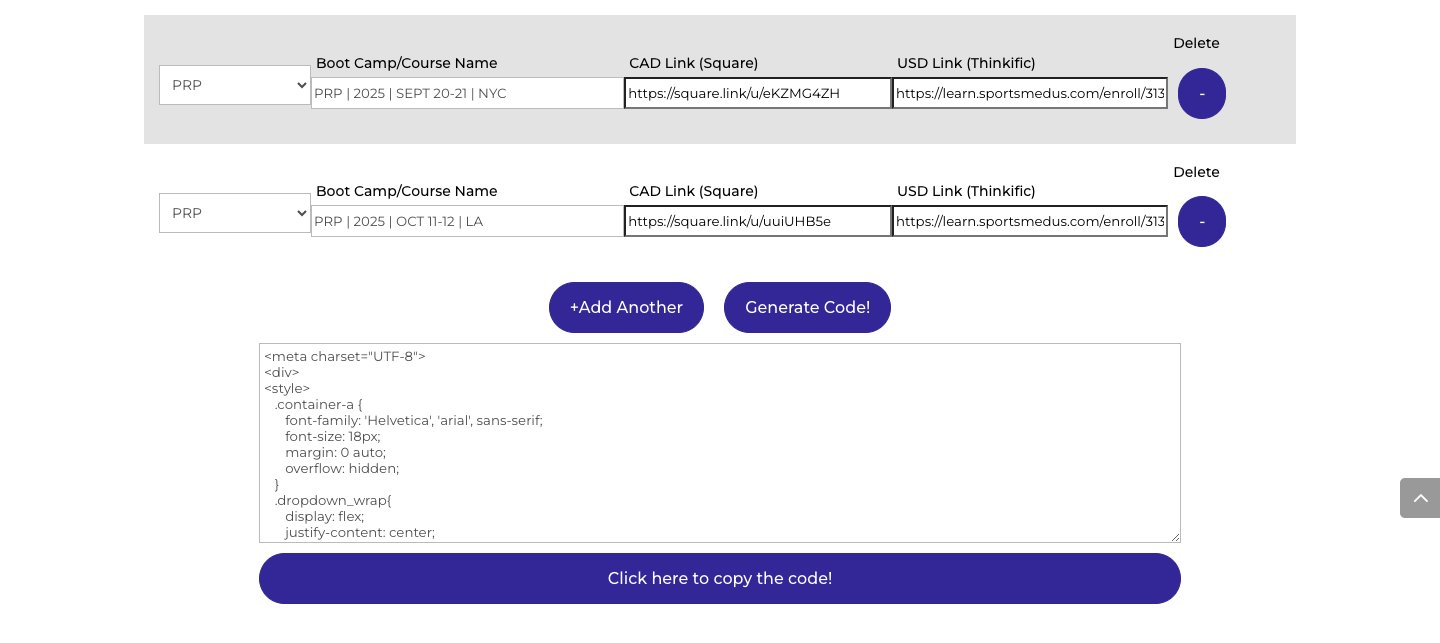 Delete
Boot Camp/Course Name CAD Link (Square) USD Link (Thinkific)
PRP PRP | 2025 | SEPT 20-21 | NYC https://square.link/u/eKZMG4ZH https://learn.sportsmedus.com/enroll/313 -
Delete
Boot Camp/Course Name CAD Link (Square) USD Link (Thinkific)
PRP PRP | 2025 | OCT 11-12 | LA https://square.link/u/uuiUHB5e https://learn.sportsmedus.com/enroll/313 -
+Add Another Generate Code!
<meta charset="UTF-8">
<div>
<style>
.container-a {
font-family: 'Helvetica', 'arial', sans-serif;
font-size: 18px;
margin: 0 auto;
overflow: hidden;
}
.dropdown_wrap{
display: flex;
justify-content: center;
Click here to copy the code!